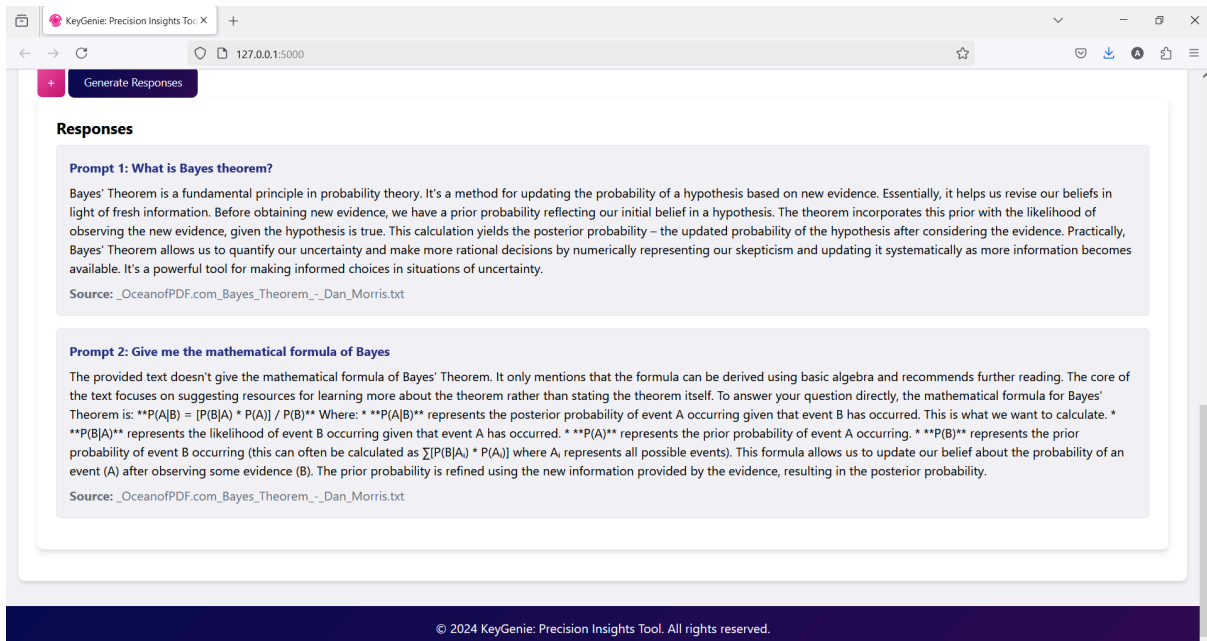 KeyGenie: Precision Insights Too
127.0.0.1:5000
A
+ Generate Responses
Responses
Prompt 1: What is Bayes theorem?
Bayes' Theorem is a fundamental principle in probability theory. It's a method for updating the probability of a hypothesis based on new evidence. Essentially, it helps us revise our beliefs in
light of fresh information. Before obtaining new evidence, we have a prior probability reflecting our initial belief in a hypothesis. The theorem incorporates this prior with the likelihood of
observing the new evidence, given the hypothesis is true. This calculation yields the posterior probability – the updated probability of the hypothesis after considering the evidence. Practically,
Bayes' Theorem allows us to quantify our uncertainty and make more rational decisions by numerically representing our skepticism and updating it systematically as more information becomes
available. It's a powerful tool for making informed choices in situations of uncertainty.
Source: _OceanofPDF.com_Bayes_Theorem_-_Dan_Morris.txt
Prompt 2: Give me the mathematical formula of Bayes
The provided text doesn't give the mathematical formula of Bayes' Theorem. It only mentions that the formula can be derived using basic algebra and recommends further reading. The core of
the text focuses on suggesting resources for learning more about the theorem rather than stating the theorem itself. To answer your question directly, the mathematical formula for Bayes'
Theorem is: **P(A|B) = [P(B|A) * P(A)] / P(B)** Where: * **P(A|B)** represents the posterior probability of event A occurring given that event B has occurred. This is what we want to calculate. *
**P(B|A)** represents the likelihood of event B occurring given that event A has occurred. * **P(A)** represents the prior probability of event A occurring. * **P(B)** represents the prior
probability of event B occurring (this can often be calculated as ∑[P(B|Aᵢ) * P(Aᵢ)] where Aᵢ represents all possible events). This formula allows us to update our belief about the probability of an
event (A) after observing some evidence (B). The prior probability is refined using the new information provided by the evidence, resulting in the posterior probability.
Source: _OceanofPDF.com_Bayes_Theorem_-_Dan_Morris.txt
© 2024 KeyGenie: Precision Insights Tool. All rights reserved.